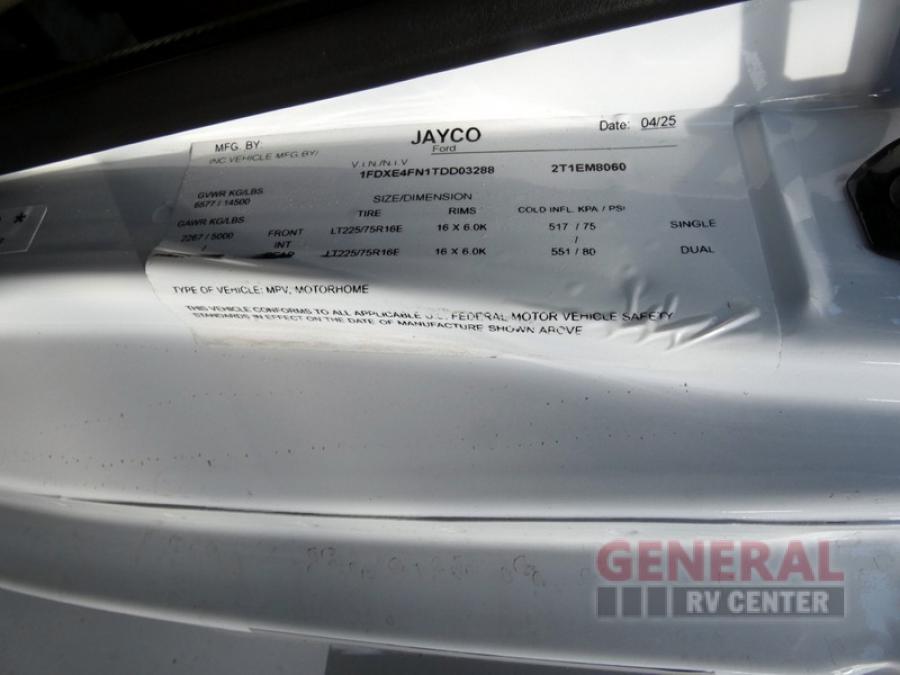 MFG. BY: JAYCO Date: 04/25
INC VEHICLE MFG.BY/ Ford
V.I.N./N.I.V
1FDXE4FN1TDD03288 2T1EM8060
GVWR KG/LBS
6577 / 14500
SIZE/DIMENSION
GAWR KG/LBS TIRE RIMS COLD INFL. KPA / PSI
2267 / 5000 FRONT LT225/75R16E 16 X 6.0K 517 / 75 SINGLE
/ INT /
LT225/75R16E 16 X 6.0K 551 / 80 DUAL
TYPE OF VEHICLE: MPV, MOTORHOME
THIS VEHICLE CONFORMS TO ALL APPLICABLE FEDERAL MOTOR VEHICLE SAFETY
STANDARDS IN EFFECT ON THE DATE OF MANUFACTURE SHOWN ABOVE
GENERAL
RV CENTER